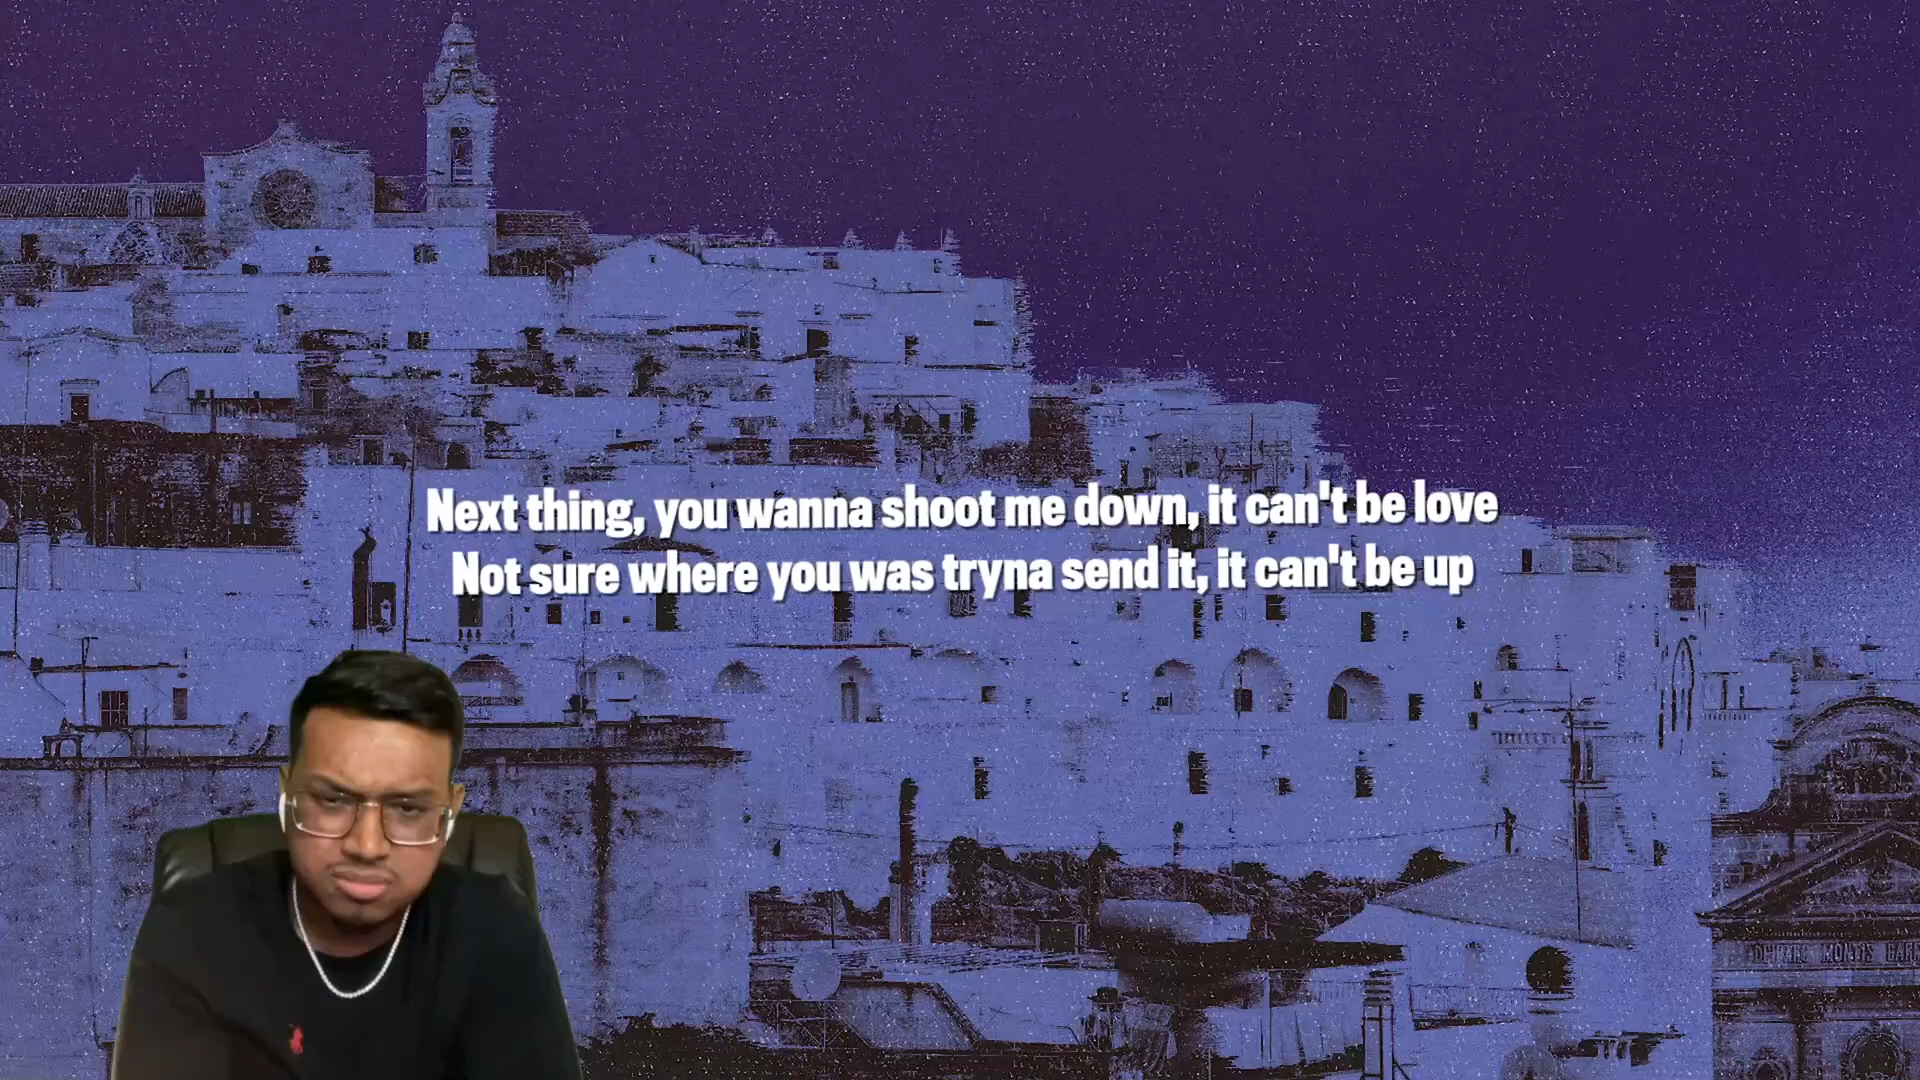 Next thing, you wanna shoot me down, it can't be love
Not sure where you was tryna send it, it can't be up